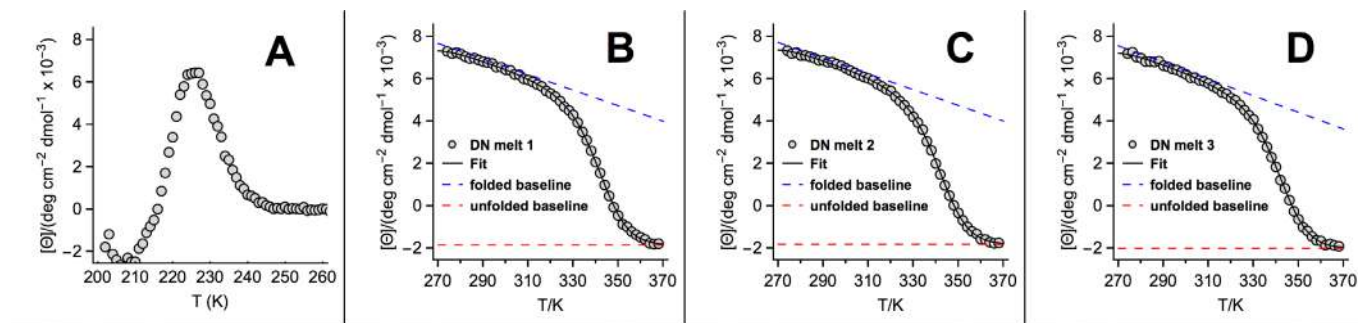 A
[Θ]/(deg cm⁻² dmol⁻¹ x 10⁻³)
8
6
4
2
0
−2
200 220 230 240 250 260
T (K)
B
[Θ]/(deg cm⁻² dmol⁻¹ x 10⁻³)
8
6
4
2
0
−2
DN melt 1
Fit
folded baseline
unfolded baseline
270 290 310 330 350 370
T/K
C
[Θ]/(deg cm⁻² dmol⁻¹ x 10⁻³)
8
6
4
2
0
−2
DN melt 2
Fit
folded baseline
unfolded baseline
270 290 310 330 350 370
T/K
D
[Θ]/(deg cm⁻² dmol⁻¹ x 10⁻³)
8
6
4
2
0
−2
DN melt 3
Fit
folded baseline
unfolded baseline
270 290 310 330 350 370
T/K